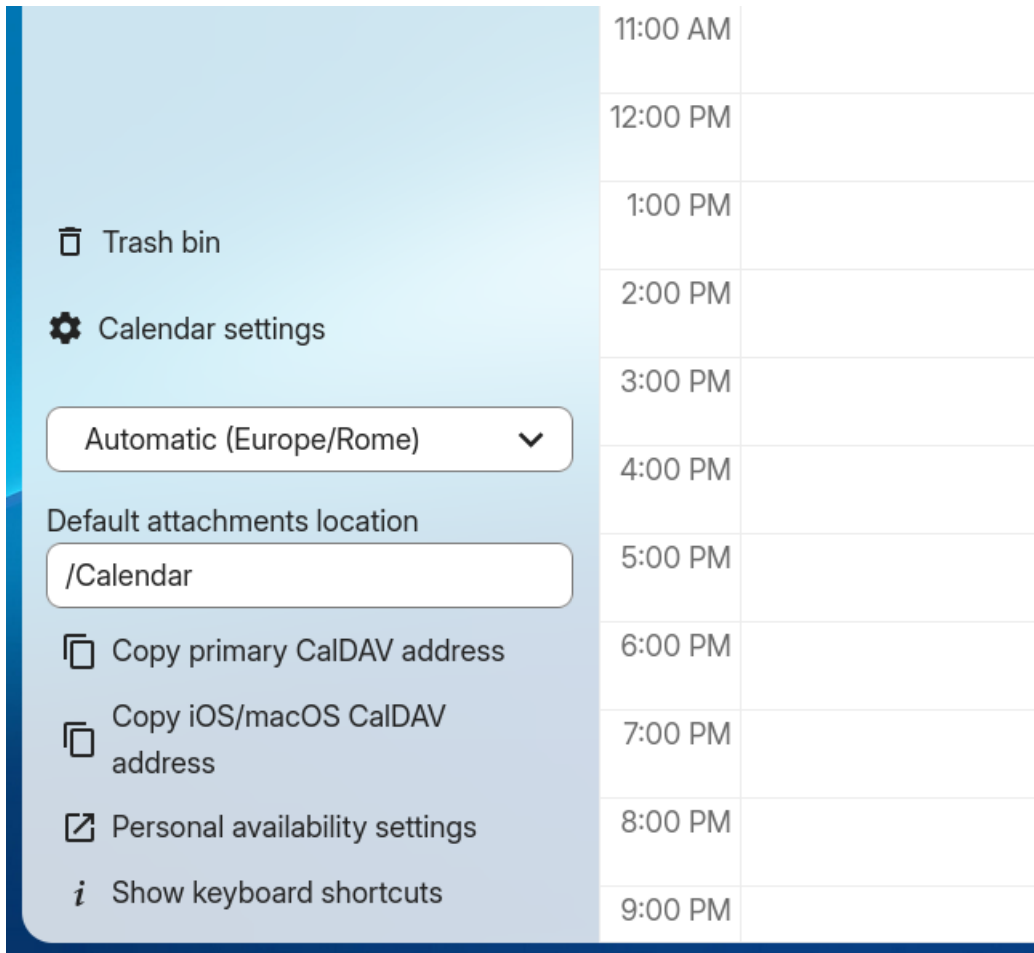 Trash bin
Calendar settings
Automatic (Europe/Rome)
Default attachments location
/Calendar
Copy primary CalDAV address
Copy iOS/macOS CalDAV
address
Personal availability settings
Show keyboard shortcuts
11:00 AM
12:00 PM
1:00 PM
2:00 PM
3:00 PM
4:00 PM
5:00 PM
6:00 PM
7:00 PM
8:00 PM
9:00 PM